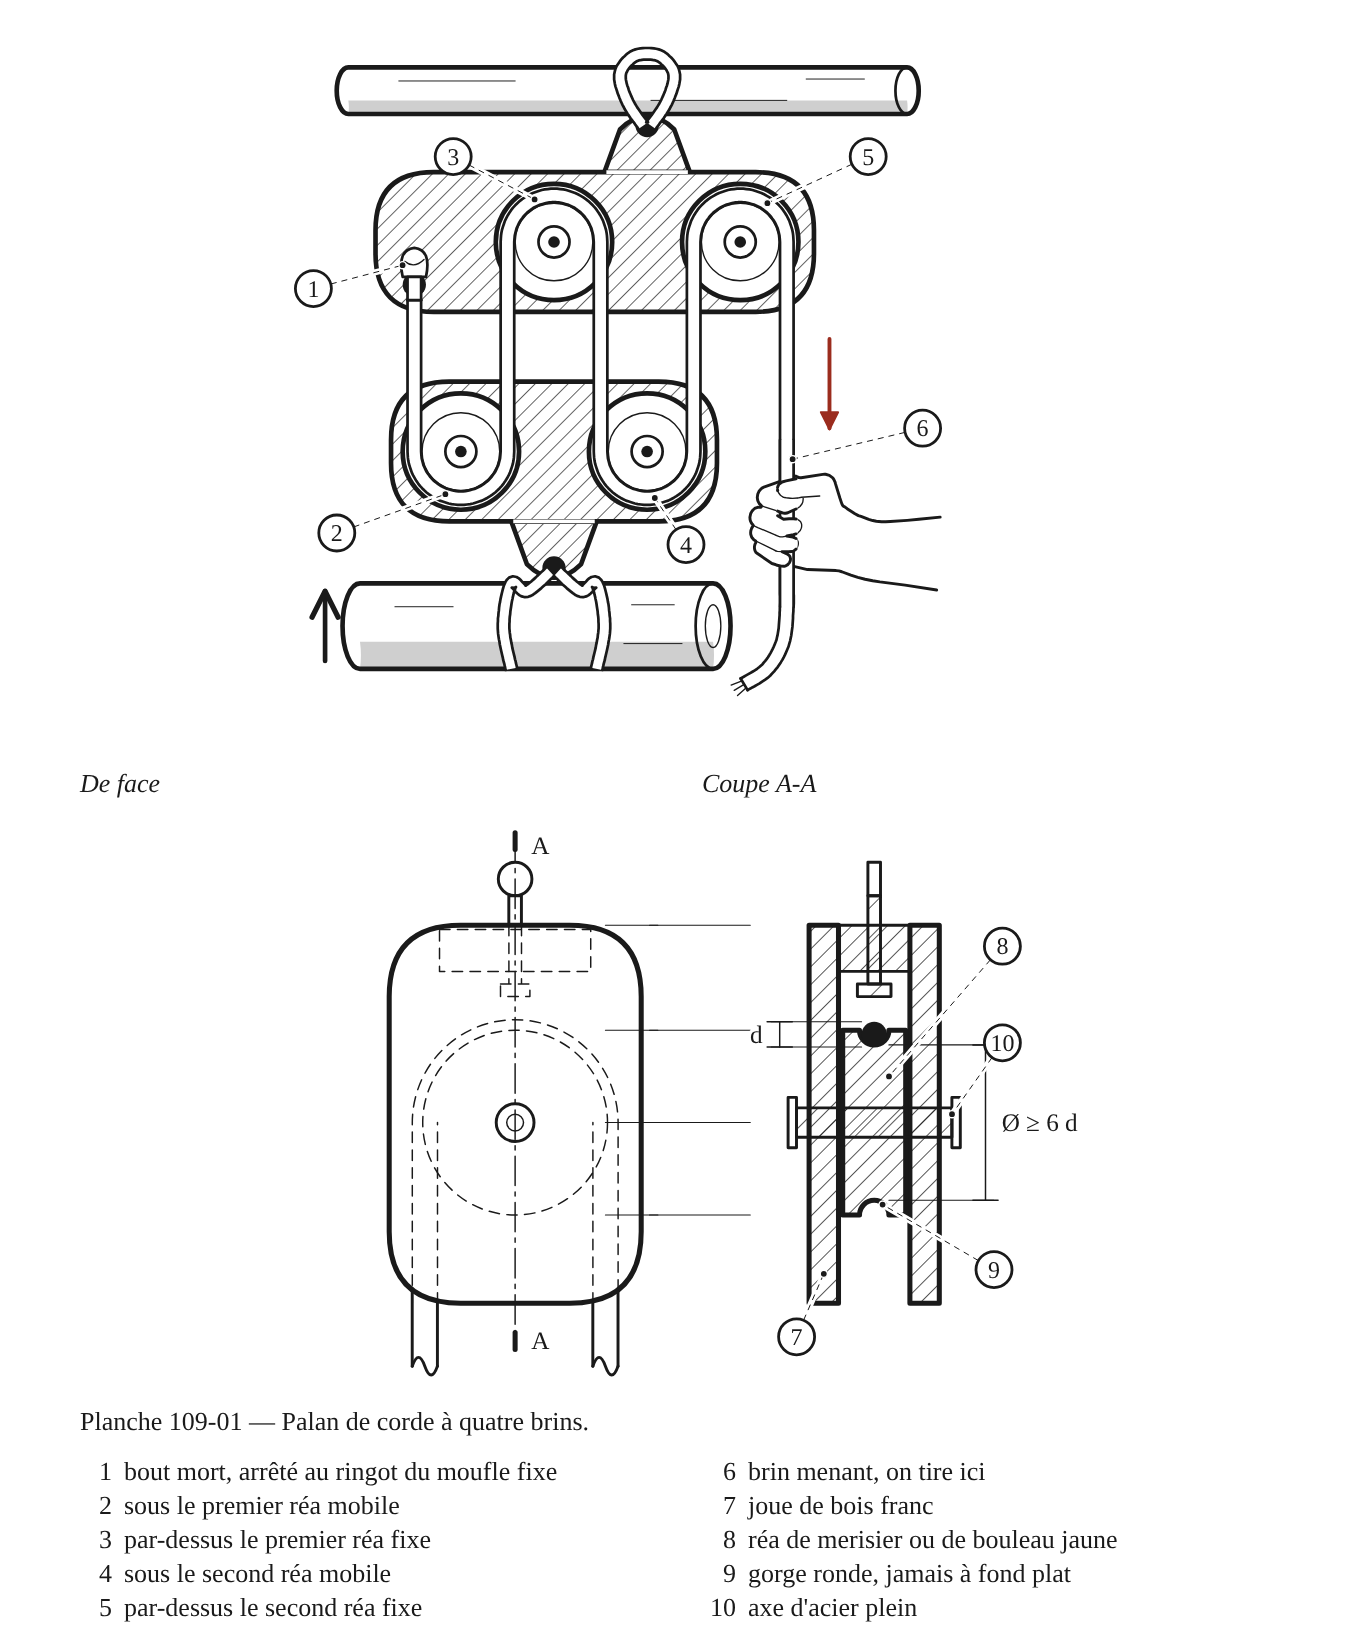 3
5
1
6
2
4
De face
Coupe A-A
A
8
d
10
Ø ≥ 6 d
9
7
A
Planche 109-01 — Palan de corde à quatre brins.
1 bout mort, arrêté au ringot du moufle fixe
2 sous le premier réa mobile
3 par-dessus le premier réa fixe
4 sous le second réa mobile
5 par-dessus le second réa fixe
6 brin menant, on tire ici
7 joue de bois franc
8 réa de merisier ou de bouleau jaune
9 gorge ronde, jamais à fond plat
10 axe d'acier plein